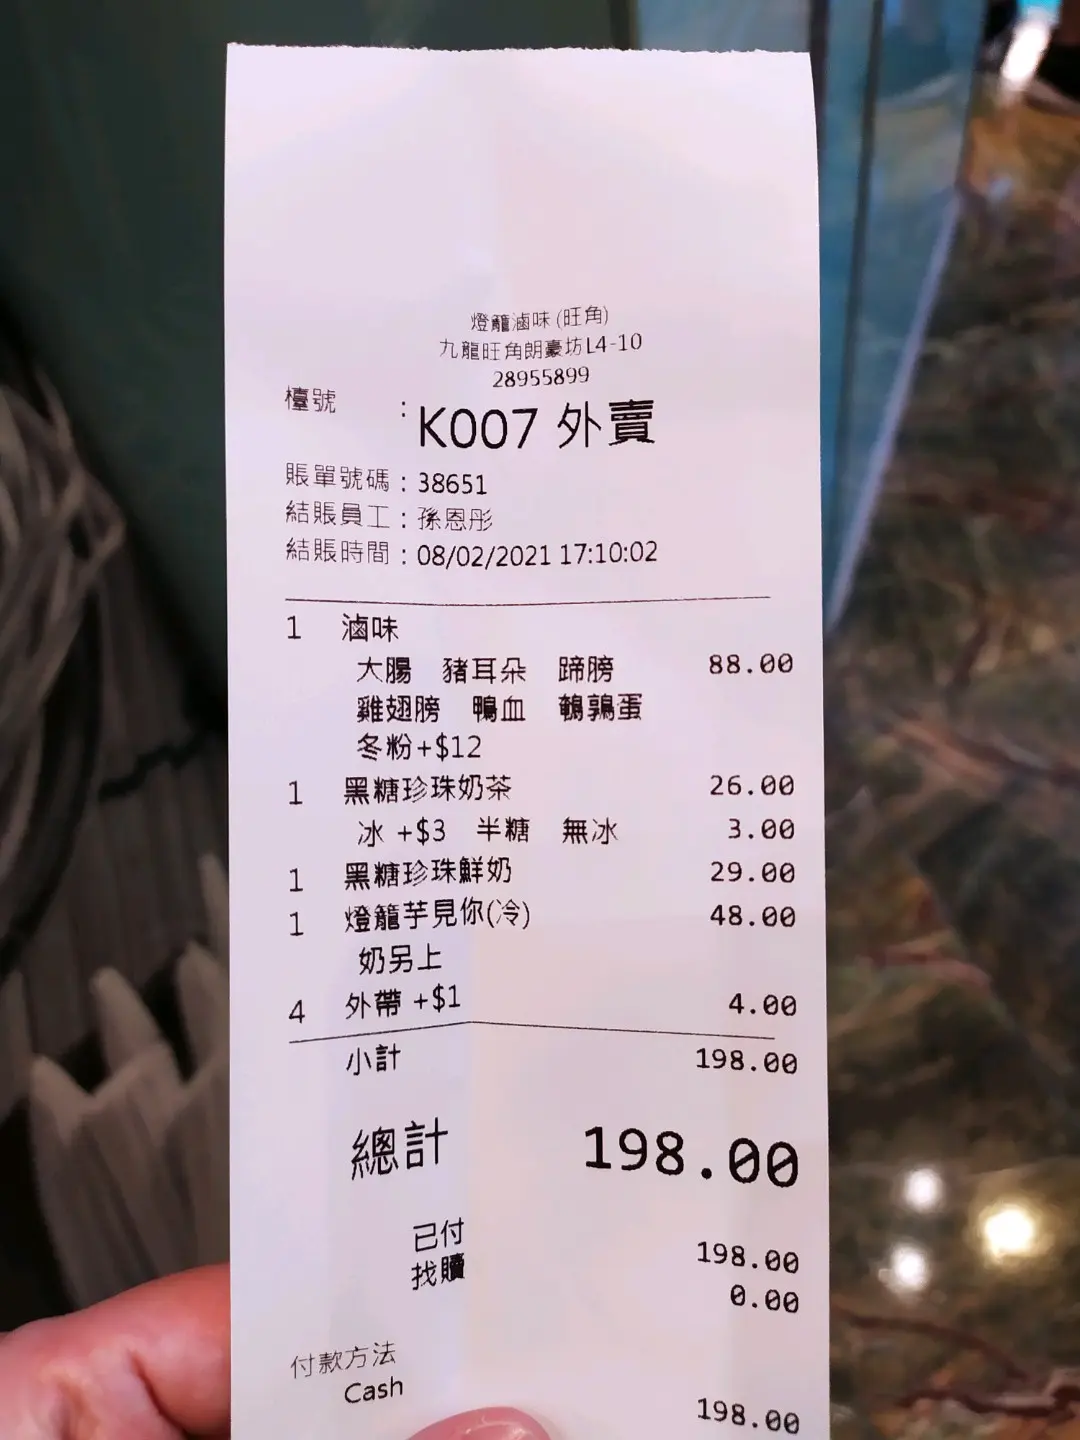 燈籠滷味 (旺角)
九龍旺角朗豪坊L4-10
28955899
檯號 : K007 外賣
賬單號碼 : 38651
結賬員工 : 孫恩彤
結賬時間 : 08/02/2021 17:10:02
1 滷味
大腸 豬耳朵 蹄膀 88.00
雞翅膀 鴨血 鵪鶉蛋
冬粉+$12
1 黑糖珍珠奶茶 26.00
冰 +$3 半糖 無冰 3.00
1 黑糖珍珠鮮奶 29.00
1 燈籠芋見你(冷) 48.00
奶另上
4 外帶 +$1 4.00
小計 198.00
總計 198.00
已付 198.00
找贖 0.00
付款方法
Cash 198.00